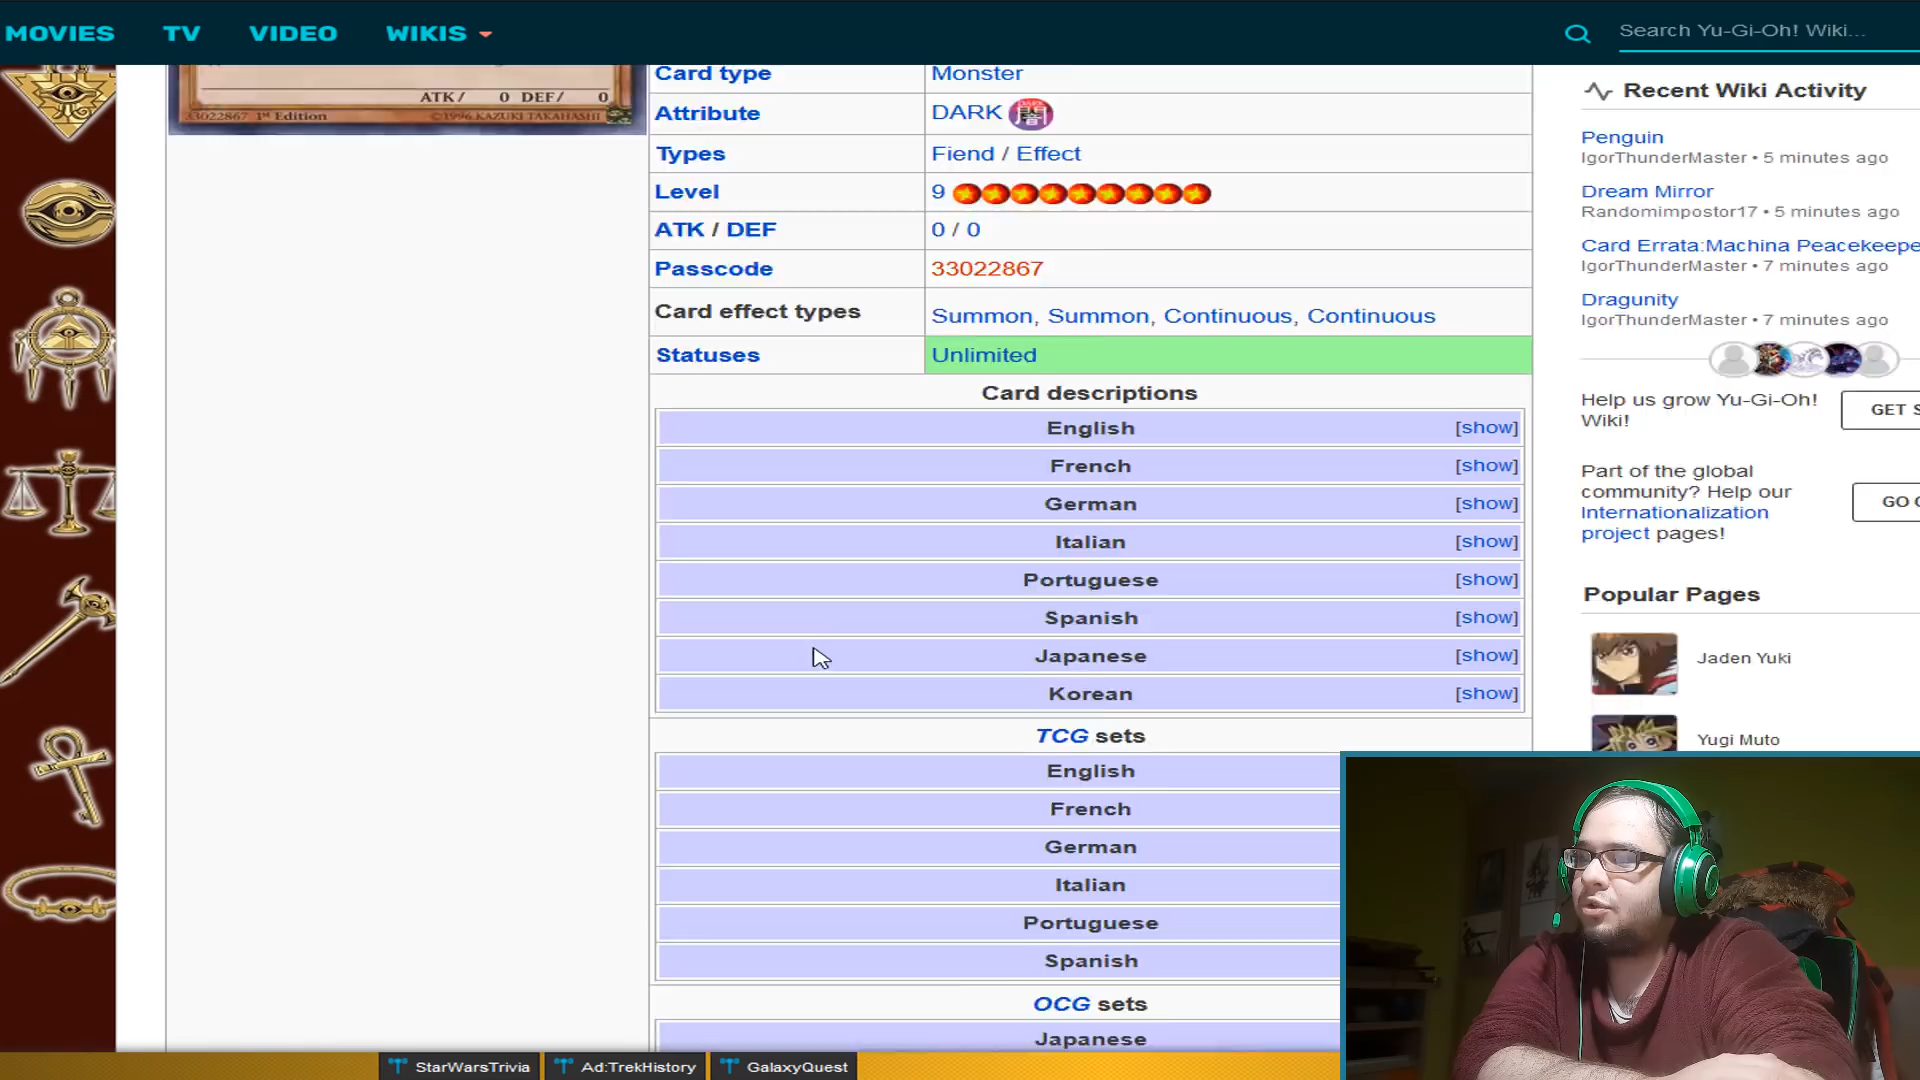 MOVIES TV VIDEO WIKIS Search Yu-Gi-Oh! Wiki...
ATK/ 0 DEF/ 0
33022867 1st Edition ©1996 KAZUKI TAKAHASHI
Card type Monster
Attribute DARK DARK 闇
Types Fiend / Effect
Level 9
ATK / DEF 0 / 0
Passcode 33022867
Card effect types Summon, Summon, Continuous, Continuous
Statuses Unlimited
Card descriptions
English [show]
French [show]
German [show]
Italian [show]
Portuguese [show]
Spanish [show]
Japanese [show]
Korean [show]
TCG sets
English
French
German
Italian
Portuguese
Spanish
OCG sets
Japanese
Recent Wiki Activity
Penguin
IgorThunderMaster • 5 minutes ago
Dream Mirror
Randomimpostor17 • 5 minutes ago
Card Errata:Machina Peacekeepe
IgorThunderMaster • 7 minutes ago
Dragunity
IgorThunderMaster • 7 minutes ago
Help us grow Yu-Gi-Oh!
Wiki!
GET S
Part of the global
community? Help our
Internationalization
project pages!
GO
Popular Pages
Jaden Yuki
Yugi Muto
StarWarsTrivia Ad:TrekHistory GalaxyQuest